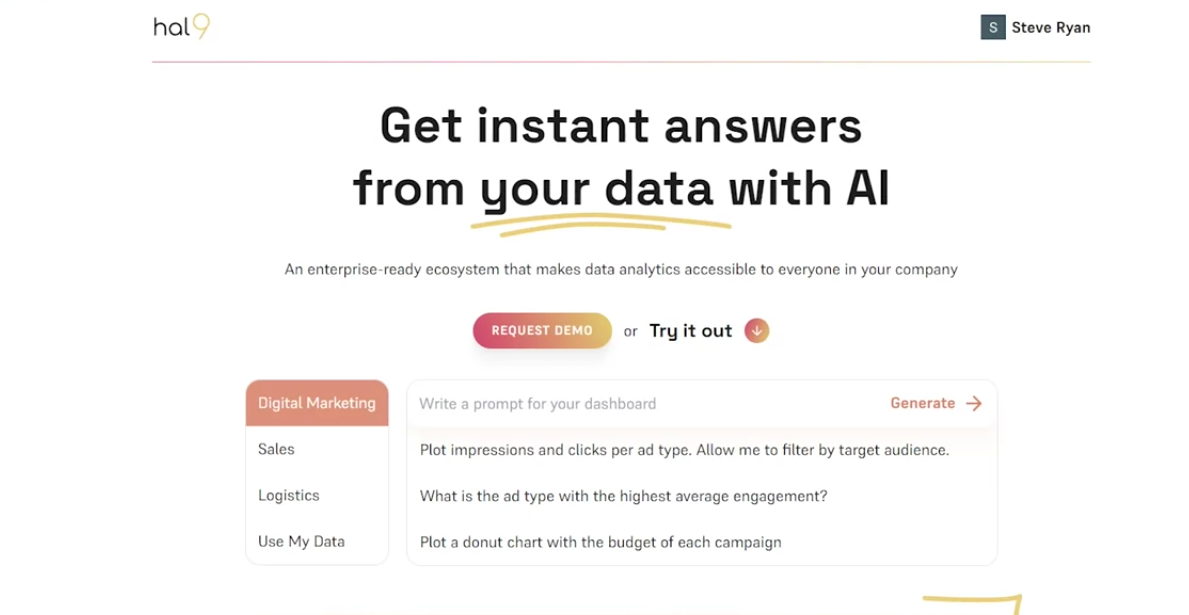 hal9
S Steve Ryan
Get instant answers
from your data with AI
An enterprise-ready ecosystem that makes data analytics accessible to everyone in your company
REQUEST DEMO or Try it out
Digital Marketing
Sales
Logistics
Use My Data
Write a prompt for your dashboard Generate
Plot impressions and clicks per ad type. Allow me to filter by target audience.
What is the ad type with the highest average engagement?
Plot a donut chart with the budget of each campaign